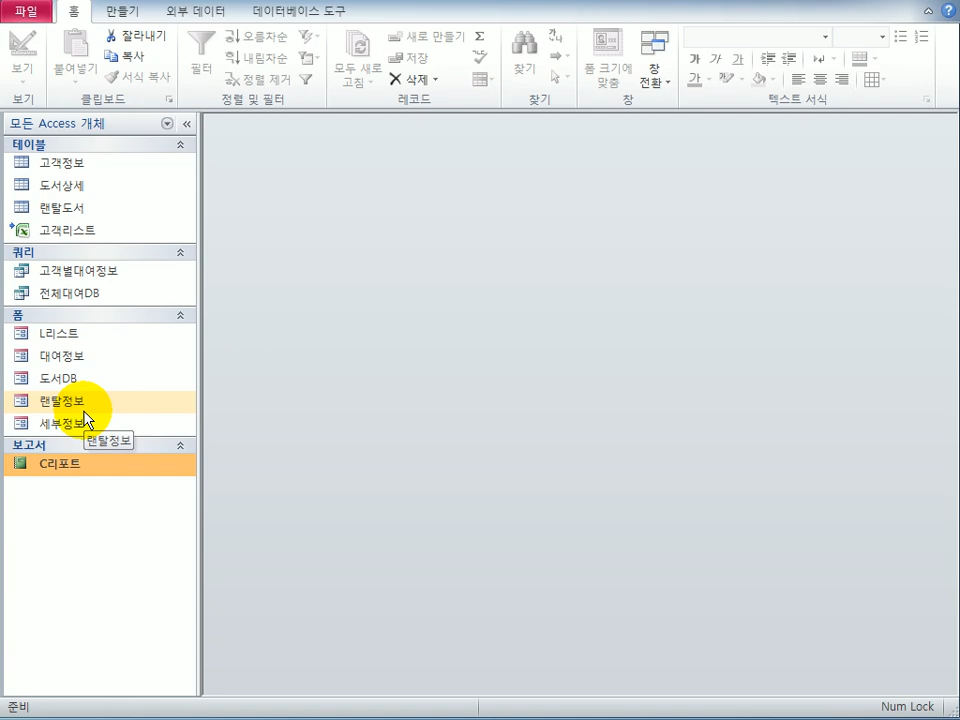 파일 홈 만들기 외부 데이터 데이터베이스 도구
보기
보기
붙여넣기
잘라내기
복사
서식 복사
클립보드
필터
오름차순
내림차순
정렬 제거
정렬 및 필터
모두 새로
고침
새로 만들기
저장
삭제
레코드
찾기
찾기
폼 크기에
맞춤
창
전환
창
가 가 가
가
텍스트 서식
모든 Access 개체
테이블
고객정보
도서상세
랜탈도서
고객리스트
쿼리
고객별대여정보
전체대여DB
폼
L리스트
대여정보
도서DB
랜탈정보
세부정보
랜탈정보
보고서
C리포트
준비
Num Lock